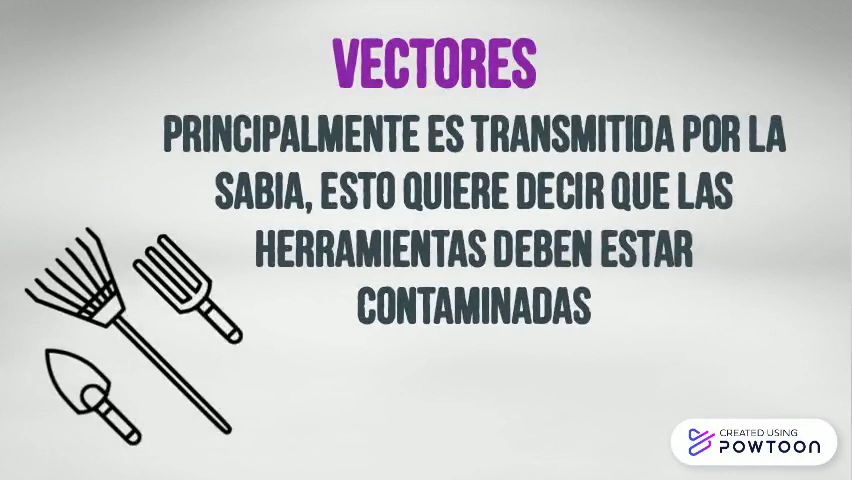 VECTORES
PRINCIPALMENTE ES TRANSMITIDA POR LA
SABIA, ESTO QUIERE DECIR QUE LAS
HERRAMIENTAS DEBEN ESTAR
CONTAMINADAS
CREATED USING
POWTOON